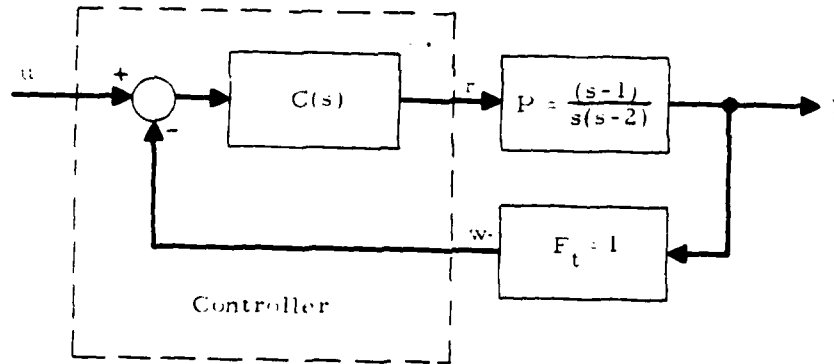 u
+
-
C(s)
r
P = (s-1) / s(s-2)
w
F_t = 1
Controller